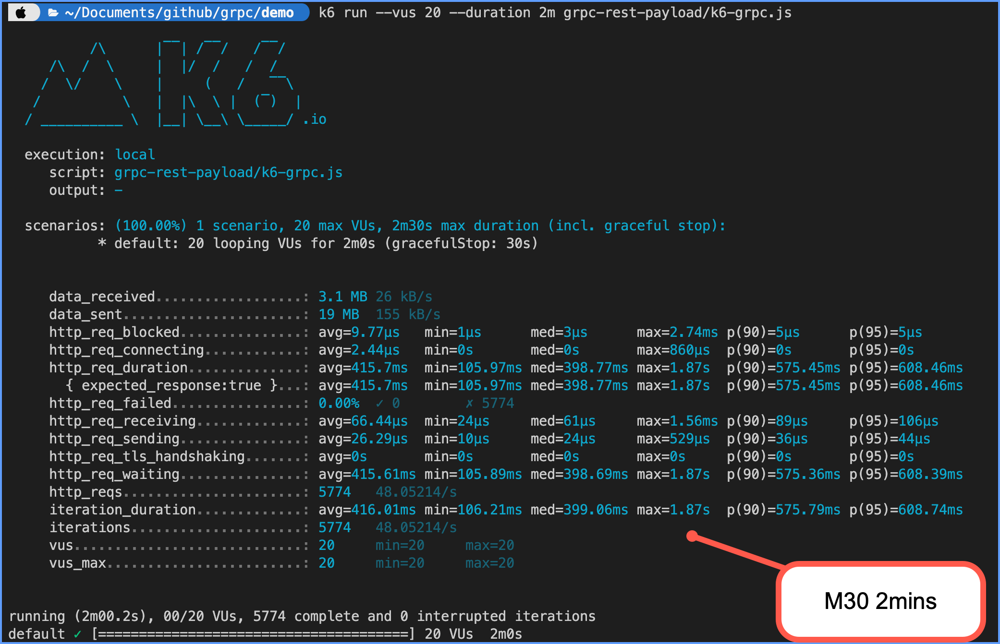 ~/Documents/github/grpc/demo k6 run --vus 20 --duration 2m grpc-rest-payload/k6-grpc.js
          /\      |‾‾| /‾‾/   /‾‾/
     /\  /  \     |  |/  /   /  /
    /  \/    \    |     (   /   ‾‾\
   /          \   |  |\  \ |  (‾)  |
  / __________ \  |__| \__\ \_____/ .io
execution: local
script: grpc-rest-payload/k6-grpc.js
output: -
scenarios: (100.00%) 1 scenario, 20 max VUs, 2m30s max duration (incl. graceful stop):
* default: 20 looping VUs for 2m0s (gracefulStop: 30s)
data_received..................: 3.1 MB 26 kB/s
data_sent......................: 19 MB  155 kB/s
http_req_blocked...............: avg=9.77µs   min=1µs      med=3µs      max=2.74ms p(90)=5µs      p(95)=5µs
http_req_connecting............: avg=2.44µs   min=0s       med=0s       max=860µs  p(90)=0s       p(95)=0s
http_req_duration..............: avg=415.7ms  min=105.97ms med=398.77ms max=1.87s  p(90)=575.45ms p(95)=608.46ms
{ expected_response:true }...: avg=415.7ms  min=105.97ms med=398.77ms max=1.87s  p(90)=575.45ms p(95)=608.46ms
http_req_failed................: 0.00%  ✓ 0        ✗ 5774
http_req_receiving.............: avg=66.44µs  min=24µs     med=61µs     max=1.56ms p(90)=89µs     p(95)=106µs
http_req_sending...............: avg=26.29µs  min=10µs     med=24µs     max=529µs  p(90)=36µs     p(95)=44µs
http_req_tls_handshaking.......: avg=0s       min=0s       med=0s       max=0s     p(90)=0s       p(95)=0s
http_req_waiting...............: avg=415.61ms min=105.89ms med=398.69ms max=1.87s  p(90)=575.36ms p(95)=608.39ms
http_reqs......................: 5774   48.05214/s
iteration_duration.............: avg=416.01ms min=106.21ms med=399.06ms max=1.87s  p(90)=575.79ms p(95)=608.74ms
iterations.....................: 5774   48.05214/s
vus............................: 20     min=20     max=20
vus_max........................: 20     min=20     max=20
M30 2mins
running (2m00.2s), 00/20 VUs, 5774 complete and 0 interrupted iterations
default ✓ [======================================] 20 VUs  2m0s